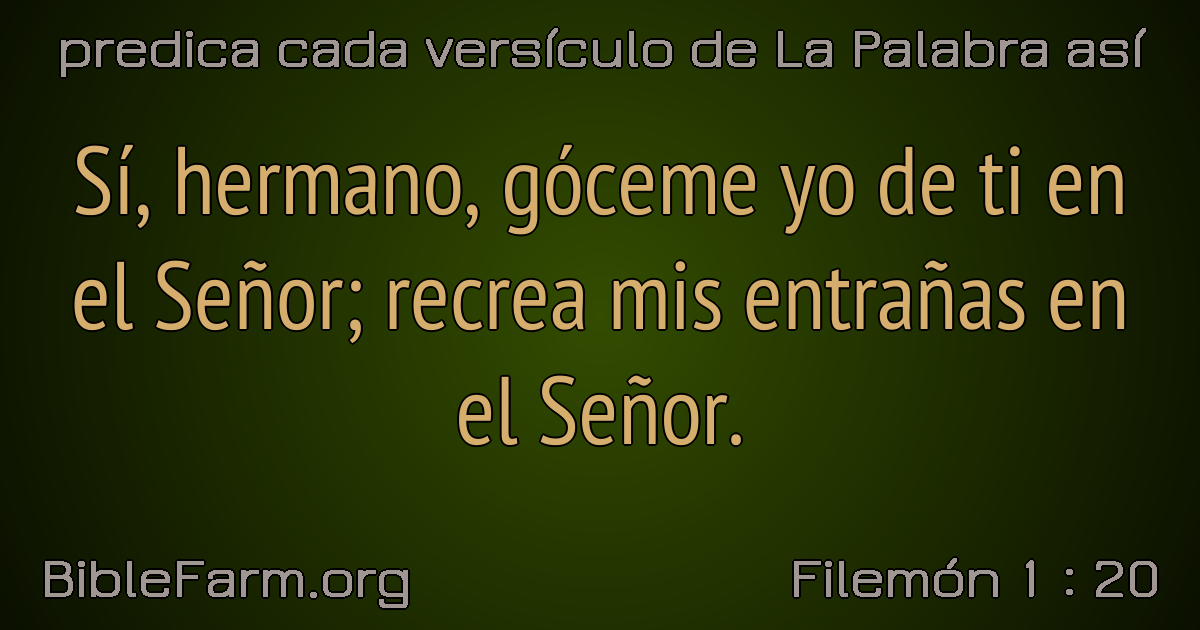 predica cada versículo de La Palabra así
Sí, hermano, góceme yo de ti en
el Señor; recrea mis entrañas en
el Señor.
BibleFarm.org
Filemón 1 : 20